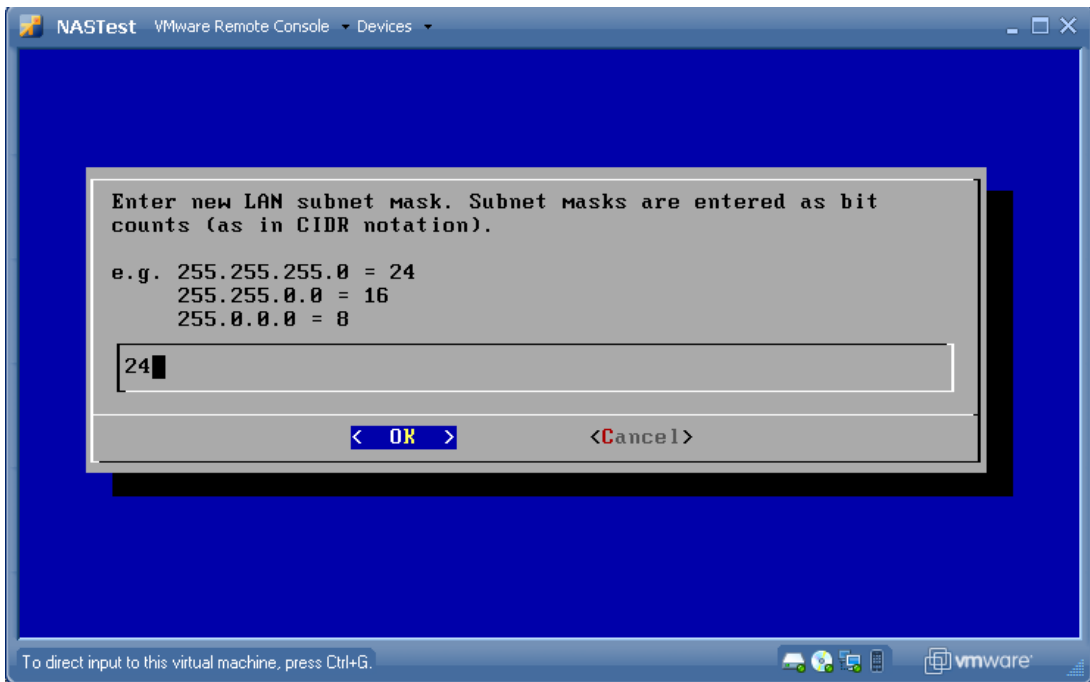 NASTest VMware Remote Console Devices
Enter new LAN subnet mask. Subnet masks are entered as bit
counts (as in CIDR notation).
e.g. 255.255.255.0 = 24
255.255.0.0 = 16
255.0.0.0 = 8
24
< OK > <Cancel>
To direct input to this virtual machine, press Ctrl+G. vmware